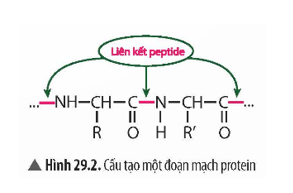 Liên kết peptide
...—NH—CH—C—N—CH—C—...
R O H R' O
▲ Hình 29.2. Cấu tạo một đoạn mạch protein